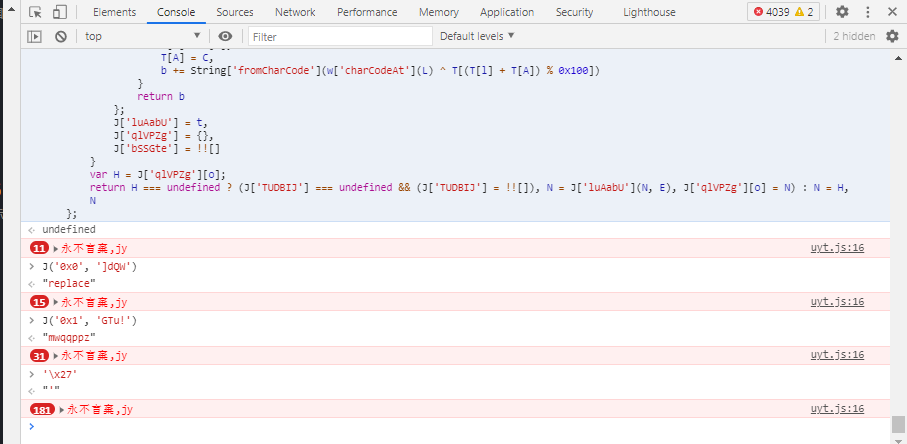 Elements Console Sources Network Performance Memory Application Security Lighthouse 4039 2
top Filter Default levels 2 hidden
T[A] = C,
b += String['fromCharCode'](w['charCodeAt'](L) ^ T[(T[l] + T[A]) % 0x100])
}
return b
};
J['luAabU'] = t,
J['qlVPZg'] = {},
J['bSSGte'] = !![]
}
var H = J['qlVPZg'][o];
return H === undefined ? (J['TUDBIJ'] === undefined && (J['TUDBIJ'] = !![]), N = J['luAabU'](N, E), J['qlVPZg'][o] = N) : N = H,
N
};
undefined
11 永不言弃,jy uyt.js:16
J('0x0', ']dQW')
"replace"
15 永不言弃,jy uyt.js:16
J('0x1', 'GTu!')
"mwqqppz"
31 永不言弃,jy uyt.js:16
'\x27'
"'"
181 永不言弃,jy uyt.js:16